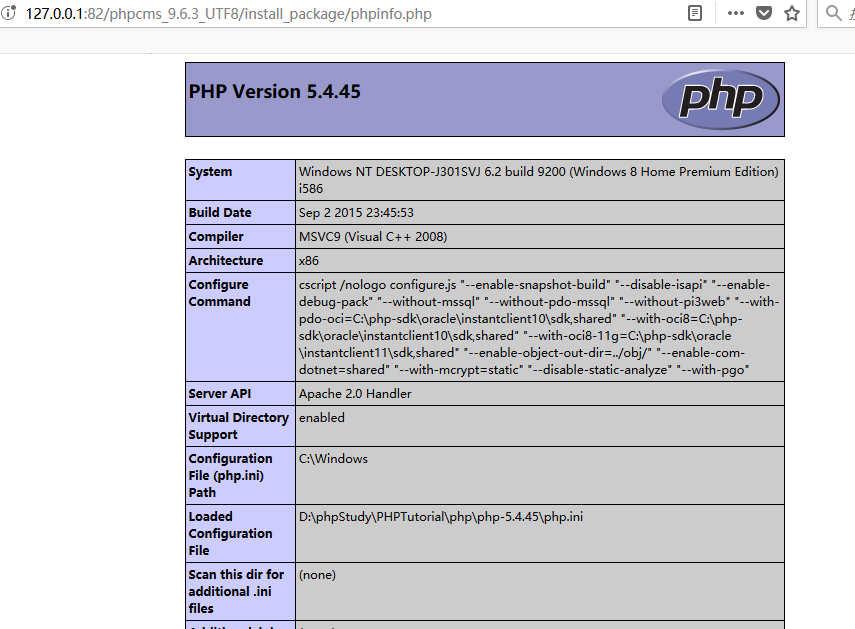 127.0.0.1:82/phpcms_9.6.3_UTF8/install_package/phpinfo.php
PHP Version 5.4.45
php
System
Windows NT DESKTOP-J301SVJ 6.2 build 9200 (Windows 8 Home Premium Edition)
i586
Build Date
Sep 2 2015 23:45:53
Compiler
MSVC9 (Visual C++ 2008)
Architecture
x86
Configure
Command
cscript /nologo configure.js "--enable-snapshot-build" "--disable-isapi" "--enable-
debug-pack" "--without-mssql" "--without-pdo-mssql" "--without-pi3web" "--with-
pdo-oci=C:\php-sdk\oracle\instantclient10\sdk,shared" "--with-oci8=C:\php-
sdk\oracle\instantclient10\sdk,shared" "--with-oci8-11g=C:\php-sdk\oracle
\instantclient11\sdk,shared" "--enable-object-out-dir=../obj/" "--enable-com-
dotnet=shared" "--with-mcrypt=static" "--disable-static-analyze" "--with-pgo"
Server API
Apache 2.0 Handler
Virtual Directory
Support
enabled
Configuration
File (php.ini)
Path
C:\Windows
Loaded
Configuration
File
D:\phpStudy\PHPTutorial\php\php-5.4.45\php.ini
Scan this dir for
additional .ini
files
(none)